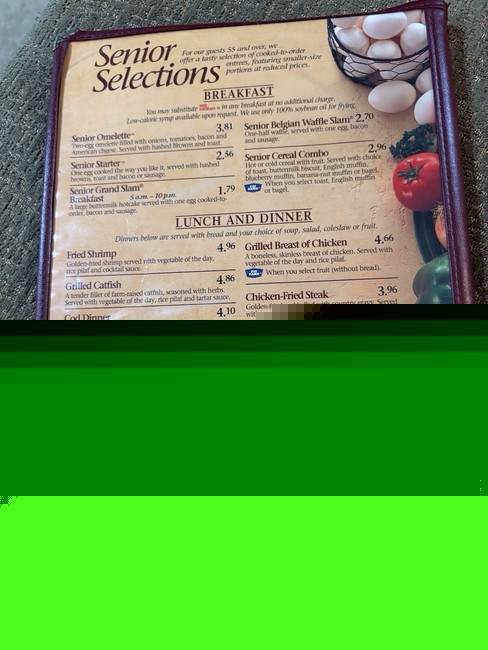 Senior
Selections
For our guests 55 and over, we
offer a tasty selection of cooked-to-order
entrees, featuring smaller-size
portions at reduced prices.
BREAKFAST
You may substitute is in any breakfast at no additional charge.
Low-calorie syrup available upon request. We use only 100% soybean oil for frying.
Senior Omelette™ 3.81
Two-egg omelette filled with onions, tomatoes, bacon and
American cheese. Served with hashed browns and toast.
Senior Starter™ 2.56
One egg cooked the way you like it, served with hashed
browns, toast and bacon or sausage.
Senior Grand Slam®
Breakfast 5 a.m. – 10 p.m. 1.79
A large buttermilk hotcake served with one egg cooked-to-
order, bacon and sausage.
Senior Belgian Waffle Slam® 2.70
One-half waffle, served with one egg, bacon
and sausage.
Senior Cereal Combo 2.96
Hot or cold cereal with fruit. Served with choice
of toast, buttermilk biscuit, English muffin,
blueberry muffin, banana-nut muffin or bagel.
When you select toast, English muffin
or bagel.
LUNCH AND DINNER
Dinners below are served with bread and your choice of soup, salad, coleslaw or fruit.
Fried Shrimp 4.96
Golden-fried shrimp served with vegetable of the day,
rice pilaf and cocktail sauce.
Grilled Catfish 4.86
A tender fillet of farm-raised catfish, seasoned with herbs.
Served with vegetable of the day, rice pilaf and tartar sauce.
Cod Dinner 4.10
Grilled Breast of Chicken 4.66
A boneless, skinless breast of chicken. Served with
vegetable of the day and rice pilaf.
When you select fruit (without bread).
Chicken-Fried Steak 3.96
country gravy. Served